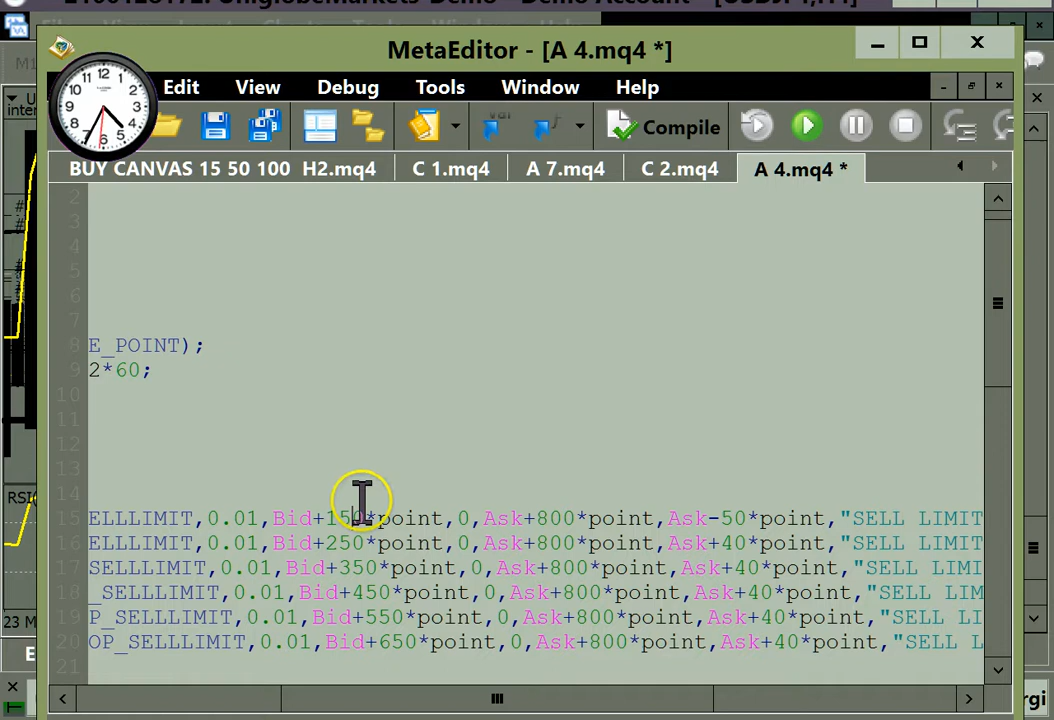 MetaEditor - [A 4.mq4 *]
Edit View Debug Tools Window Help
Compile
BUY CANVAS 15 50 100 H2.mq4 C 1.mq4 A 7.mq4 C 2.mq4 A 4.mq4 *
2
3
4
5
6
7
8 E_POINT);
9 2*60;
10
11
12
13
14
15 ELLLIMIT,0.01,Bid+150*point,0,Ask+800*point,Ask-50*point,"SELL LIMIT
16 ELLLIMIT,0.01,Bid+250*point,0,Ask+800*point,Ask+40*point,"SELL LIMIT
17 SELLLIMIT,0.01,Bid+350*point,0,Ask+800*point,Ask+40*point,"SELL LIMI
18 _SELLLIMIT,0.01,Bid+450*point,0,Ask+800*point,Ask+40*point,"SELL LIM
19 P_SELLLIMIT,0.01,Bid+550*point,0,Ask+800*point,Ask+40*point,"SELL LI
20 OP_SELLLIMIT,0.01,Bid+650*point,0,Ask+800*point,Ask+40*point,"SELL L
21
RSI(
23 M